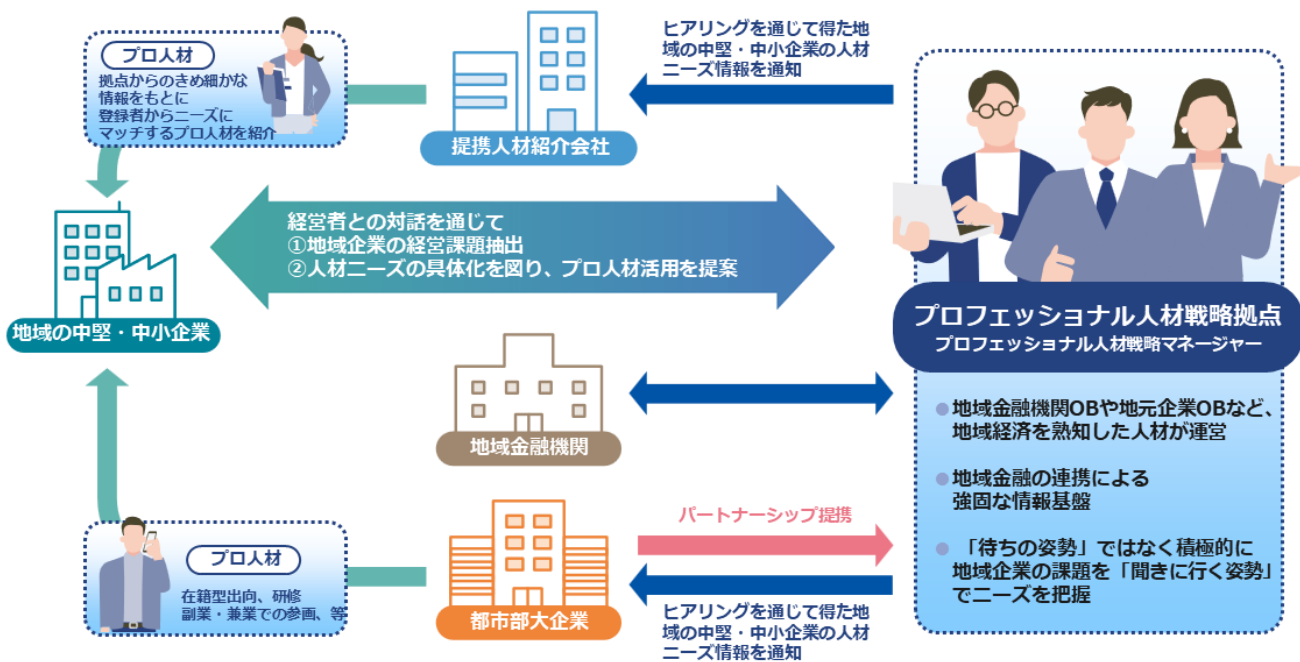 プロ人材
拠点からのきめ細かな
情報をもとに
登録者からニーズに
マッチするプロ人材を紹介
提携人材紹介会社
ヒアリングを通じて得た地
域の中堅・中小企業の人材
ニーズ情報を通知
経営者との対話を通じて
①地域企業の経営課題抽出
②人材ニーズの具体化を図り、プロ人材活用を提案
地域の中堅・中小企業
プロフェッショナル人材戦略拠点
プロフェッショナル人材戦略マネージャー
地域金融機関
●地域金融機関OBや地元企業OBなど、
地域経済を熟知した人材が運営
●地域金融の連携による
強固な情報基盤
●「待ちの姿勢」ではなく積極的に
地域企業の課題を「聞きに行く姿勢」
でニーズを把握
プロ人材
在籍型出向、研修
副業・兼業での参画、等
都市部大企業
パートナーシップ提携
ヒアリングを通じて得た地
域の中堅・中小企業の人材
ニーズ情報を通知